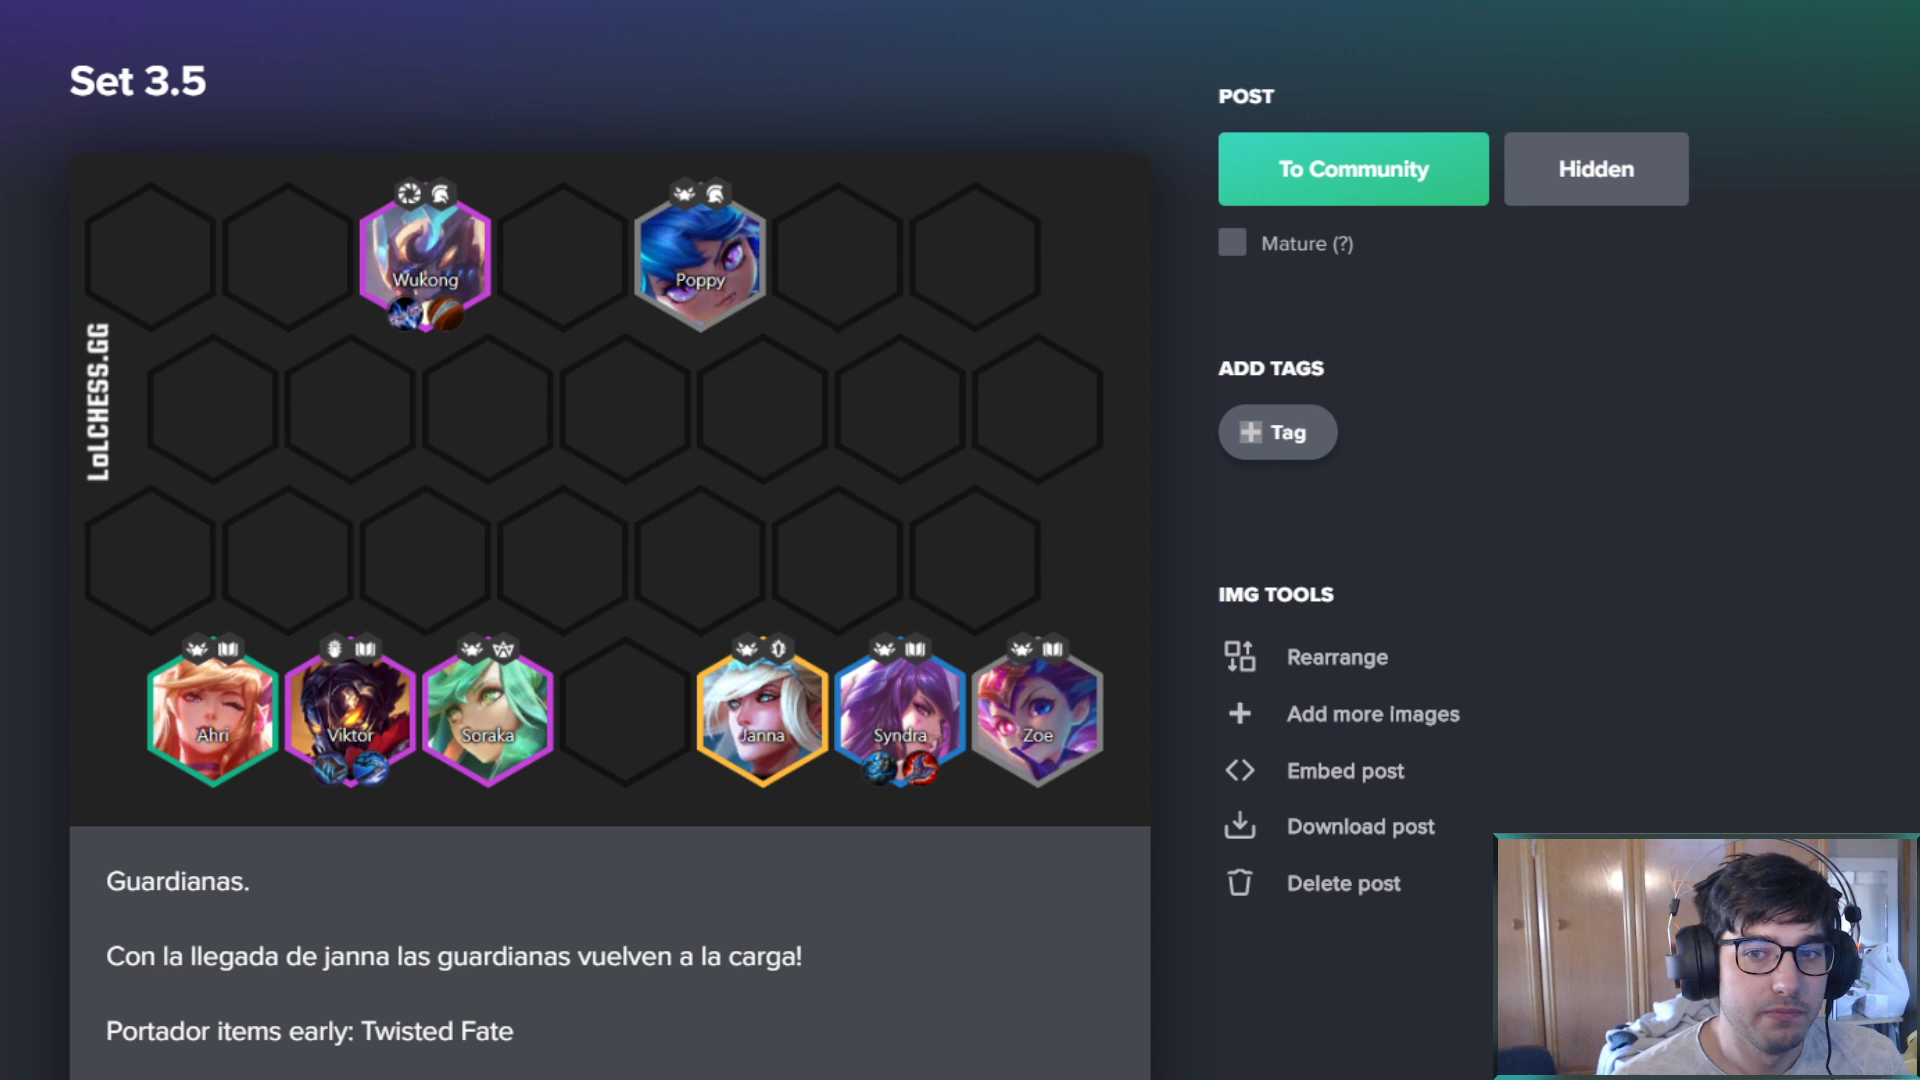 Set 3.5
POST
To Community
Hidden
Mature (?)
ADD TAGS
Tag
IMG TOOLS
Rearrange
Add more images
Embed post
Download post
Delete post
LoLCHESS.GG
Wukong
Poppy
Ahri
Viktor
Soraka
Janna
Syndra
Zoe
Guardianas.
Con la llegada de janna las guardianas vuelven a la carga!
Portador items early: Twisted Fate